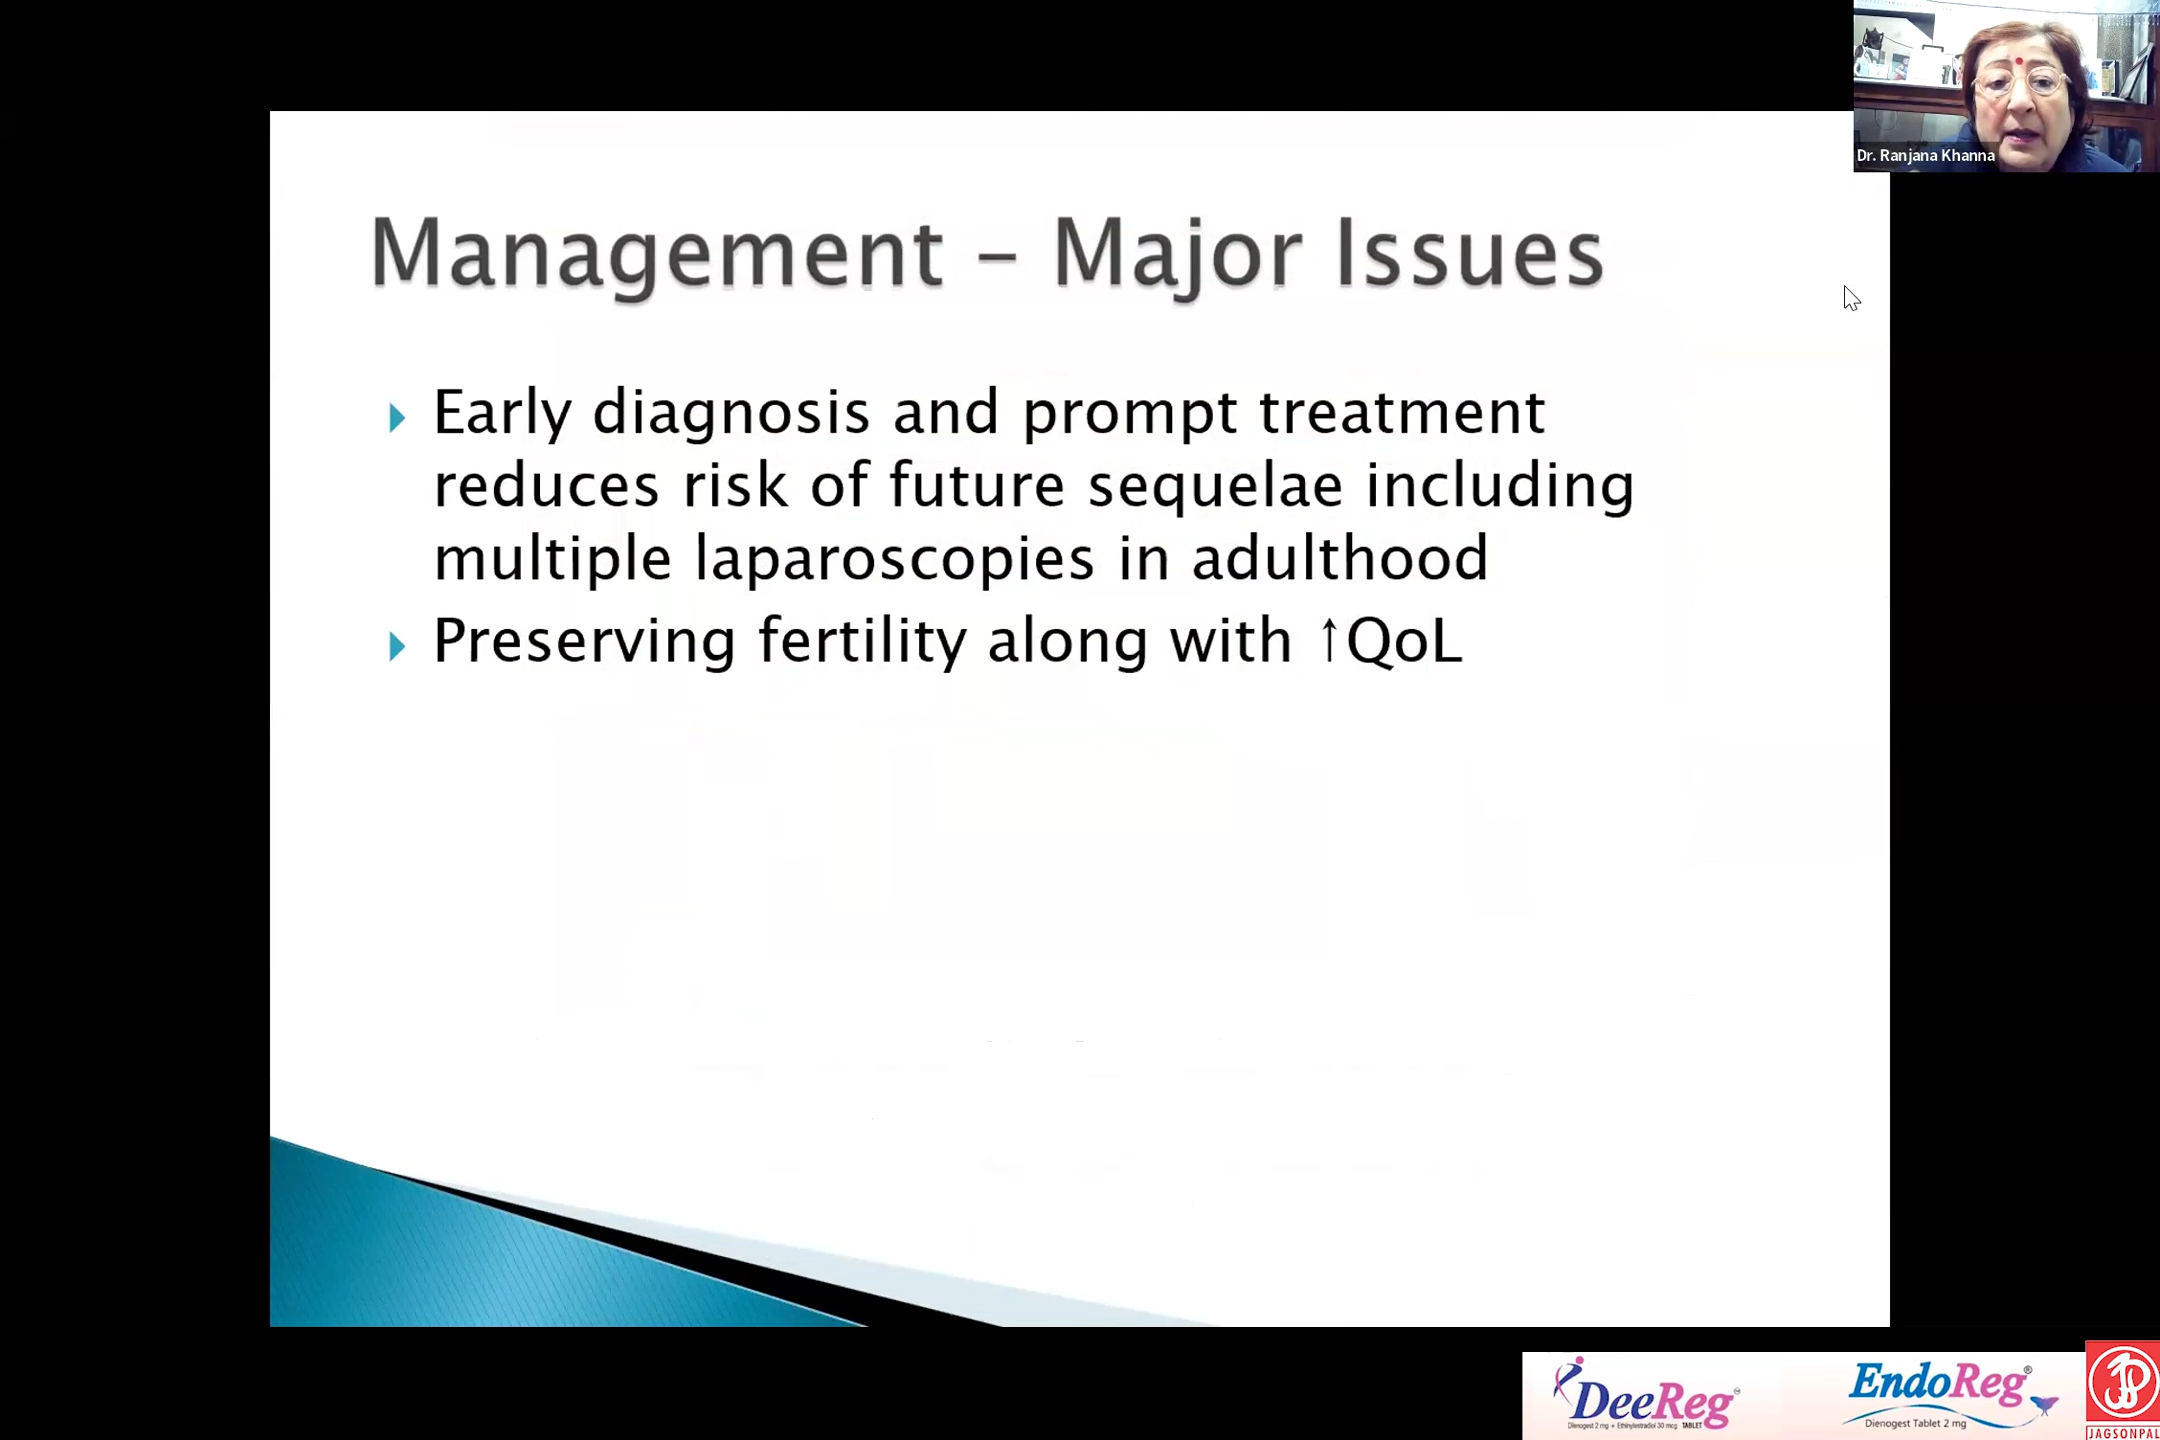 Dr. Ranjana Khanna
Management – Major Issues
Early diagnosis and prompt treatment
reduces risk of future sequelae including
multiple laparoscopies in adulthood
Preserving fertility along with ↑QoL
DeeReg™
Dienogest 2 mg + Ethinylestradiol 30 mcg TABLET
EndoReg®
Dienogest Tablet 2 mg
JAGSONPAL